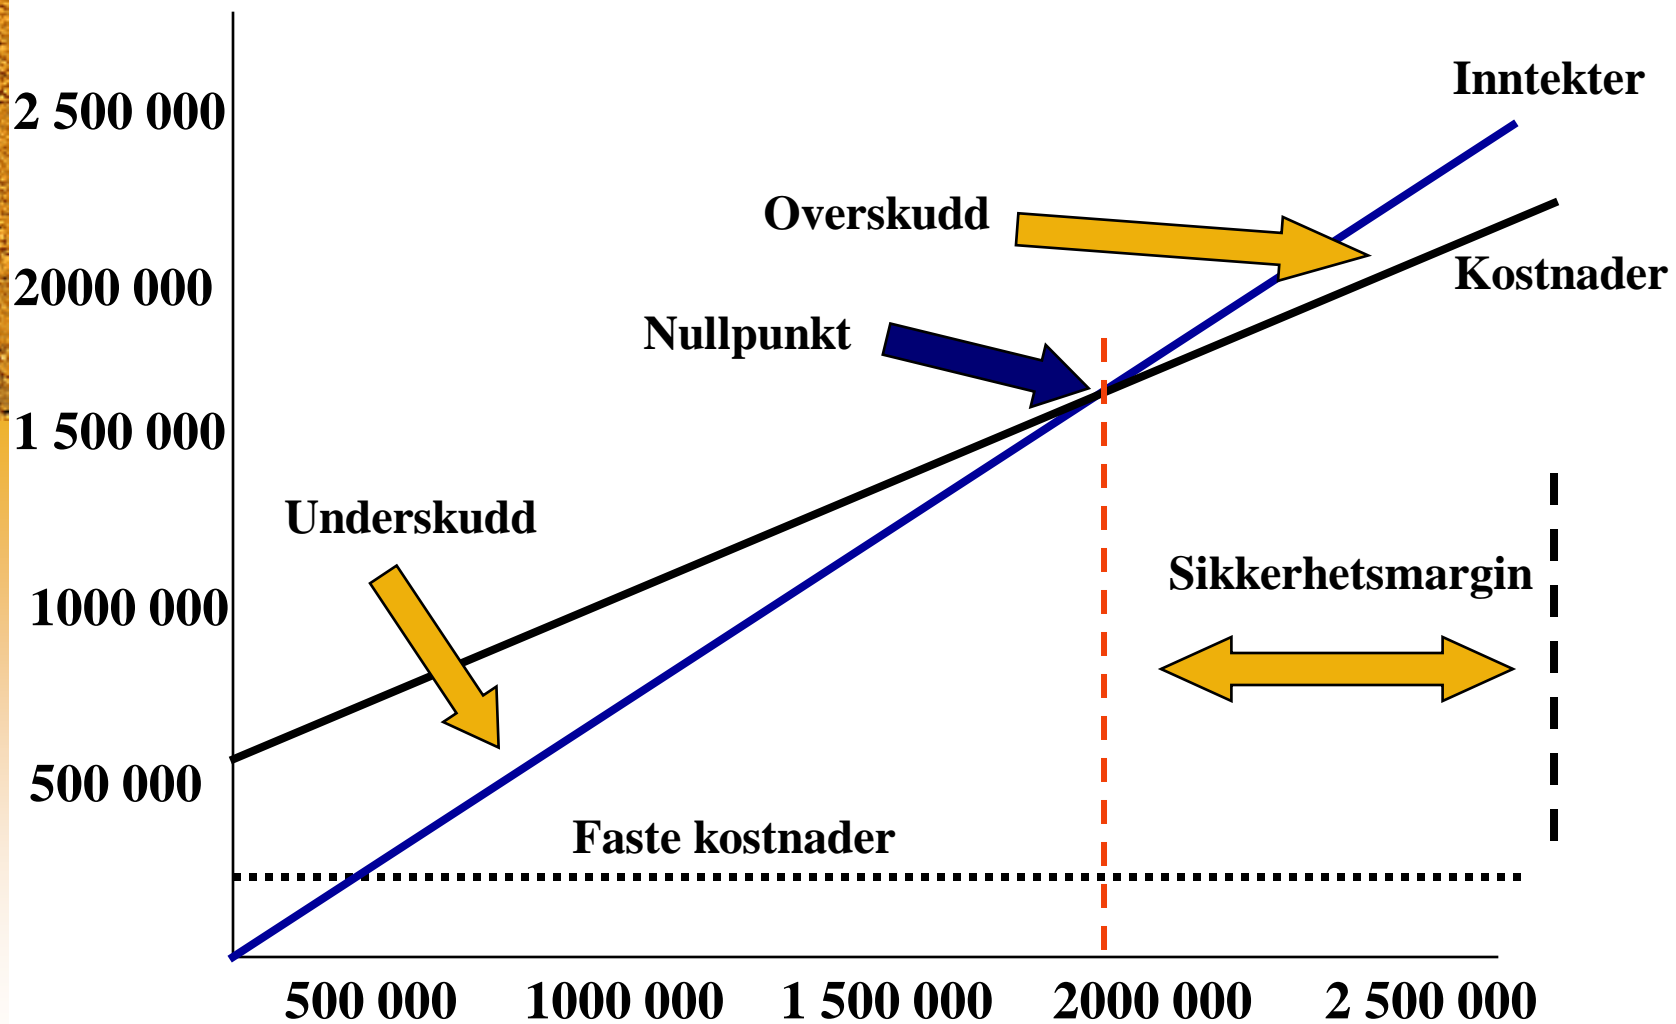 Inntekter
2 500 000
Overskudd
Kostnader
2000 000
Nullpunkt
1 500 000
Underskudd
Sikkerhetsmargin
1000 000
500 000
Faste kostnader
500 000 1000 000 1 500 000 2000 000 2 500 000